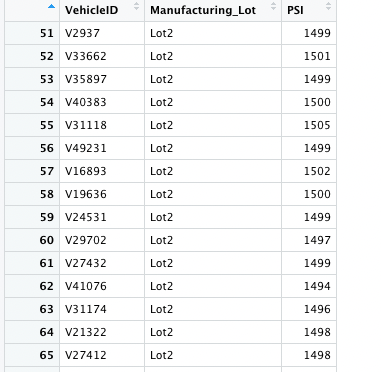 VehicleID Manufacturing_Lot PSI
51 V2937 Lot2 1499
52 V33662 Lot2 1501
53 V35897 Lot2 1499
54 V40383 Lot2 1500
55 V31118 Lot2 1505
56 V49231 Lot2 1499
57 V16893 Lot2 1502
58 V19636 Lot2 1500
59 V24531 Lot2 1499
60 V29702 Lot2 1497
61 V27432 Lot2 1499
62 V41076 Lot2 1494
63 V31174 Lot2 1496
64 V21322 Lot2 1498
65 V27412 Lot2 1498